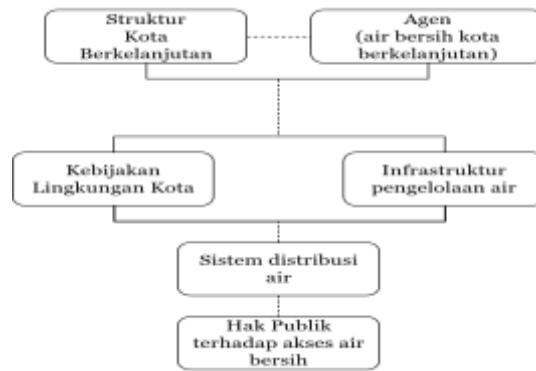 Struktur
Kota
Berkelanjutan
Agen
(air bersih kota
berkelanjutan)
Kebijakan
Lingkungan Kota
Infrastruktur
pengelolaan air
Sistem distribusi
air
Hak Publik
terhadap akses air
bersih